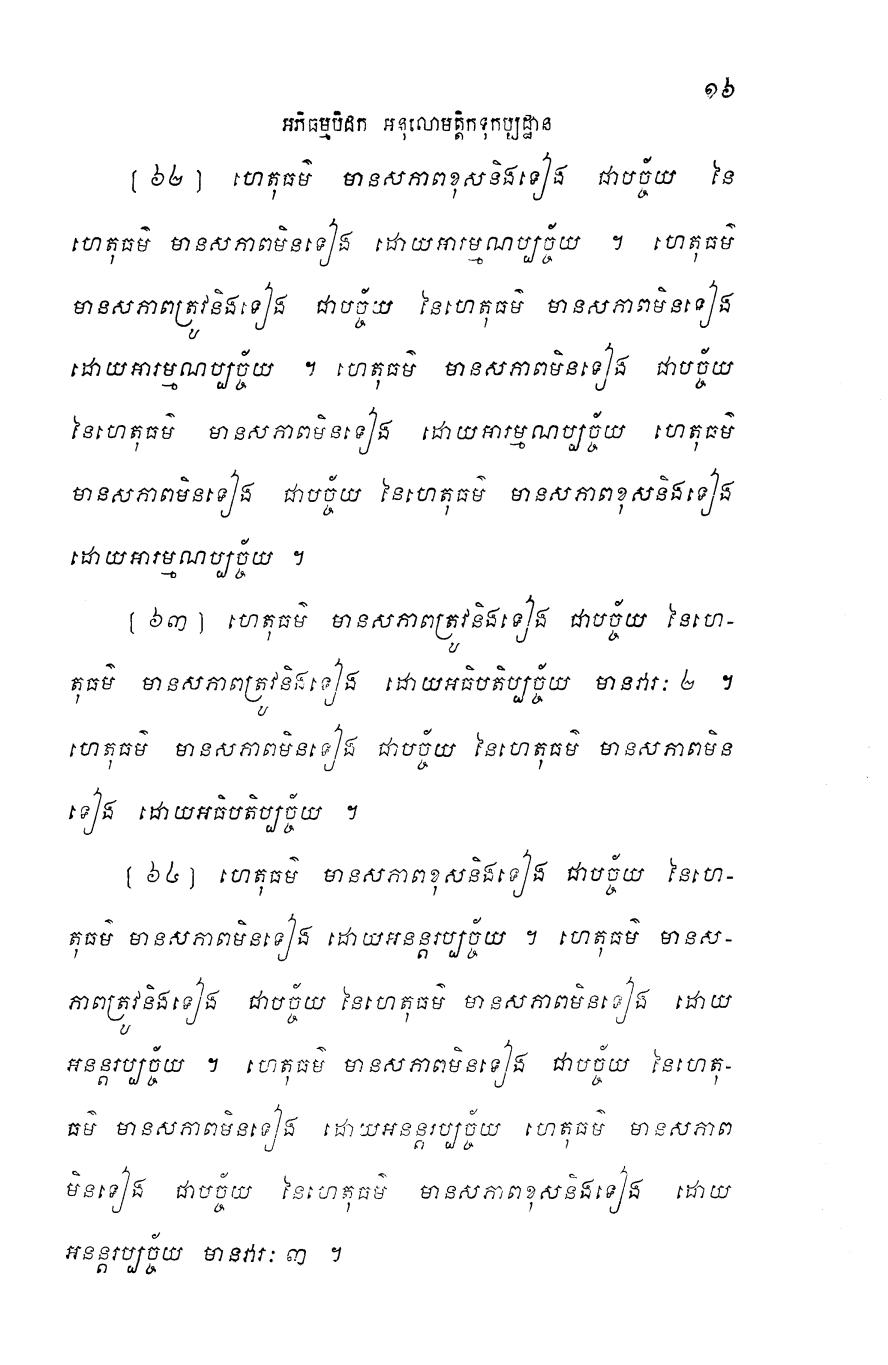 ១៦
អភិធម្មបិដក អនុលោមត្តិកទុកប្បដ្ឋាន
[ ៦២ ] ហេតុធម៌ មានសភាពខុសនិងទៀង ជាបច្ច័យ នៃ
ហេតុធម៌ មានសភាពមិនទៀង ដោយអារម្មណប្បច្ច័យ ។ ហេតុធម៌
មានសភាពត្រូវនិងទៀង ជាបច្ច័យ នៃហេតុធម៌ មានសភាពមិនទៀង
ដោយអារម្មណប្បច្ច័យ ។ ហេតុធម៌ មានសភាពមិនទៀង ជាបច្ច័យ
នៃហេតុធម៌ មានសភាពមិនទៀង ដោយអារម្មណប្បច្ច័យ ហេតុធម៌
មានសភាពមិនទៀង ជាបច្ច័យ នៃហេតុធម៌ មានសភាពខុសនិងទៀង
ដោយអារម្មណប្បច្ច័យ ។
[ ៦៣ ] ហេតុធម៌ មានសភាពត្រូវនិងទៀង ជាបច្ច័យ នៃហេ-
តុធម៌ មានសភាពត្រូវនិងទៀង ដោយអធិបតិប្បច្ច័យ មានវារៈ ២ ។
ហេតុធម៌ មានសភាពមិនទៀង ជាបច្ច័យ នៃហេតុធម៌ មានសភាពមិន
ទៀង ដោយអធិបតិប្បច្ច័យ ។
[ ៦៤ ] ហេតុធម៌ មានសភាពខុសនិងទៀង ជាបច្ច័យ នៃហេ-
តុធម៌ មានសភាពមិនទៀង ដោយអនន្តរប្បច្ច័យ ។ ហេតុធម៌ មានស-
ភាពត្រូវនិងទៀង ជាបច្ច័យ នៃហេតុធម៌ មានសភាពមិនទៀង ដោយ
អនន្តរប្បច្ច័យ ។ ហេតុធម៌ មានសភាពមិនទៀង ជាបច្ច័យ នៃហេតុ-
ធម៌ មានសភាពមិនទៀង ដោយអនន្តរប្បច្ច័យ ហេតុធម៌ មានសភាព
មិនទៀង ជាបច្ច័យ នៃហេតុធម៌ មានសភាពខុសនិងទៀង ដោយ
អនន្តរប្បច្ច័យ មានវារៈ ៣ ។